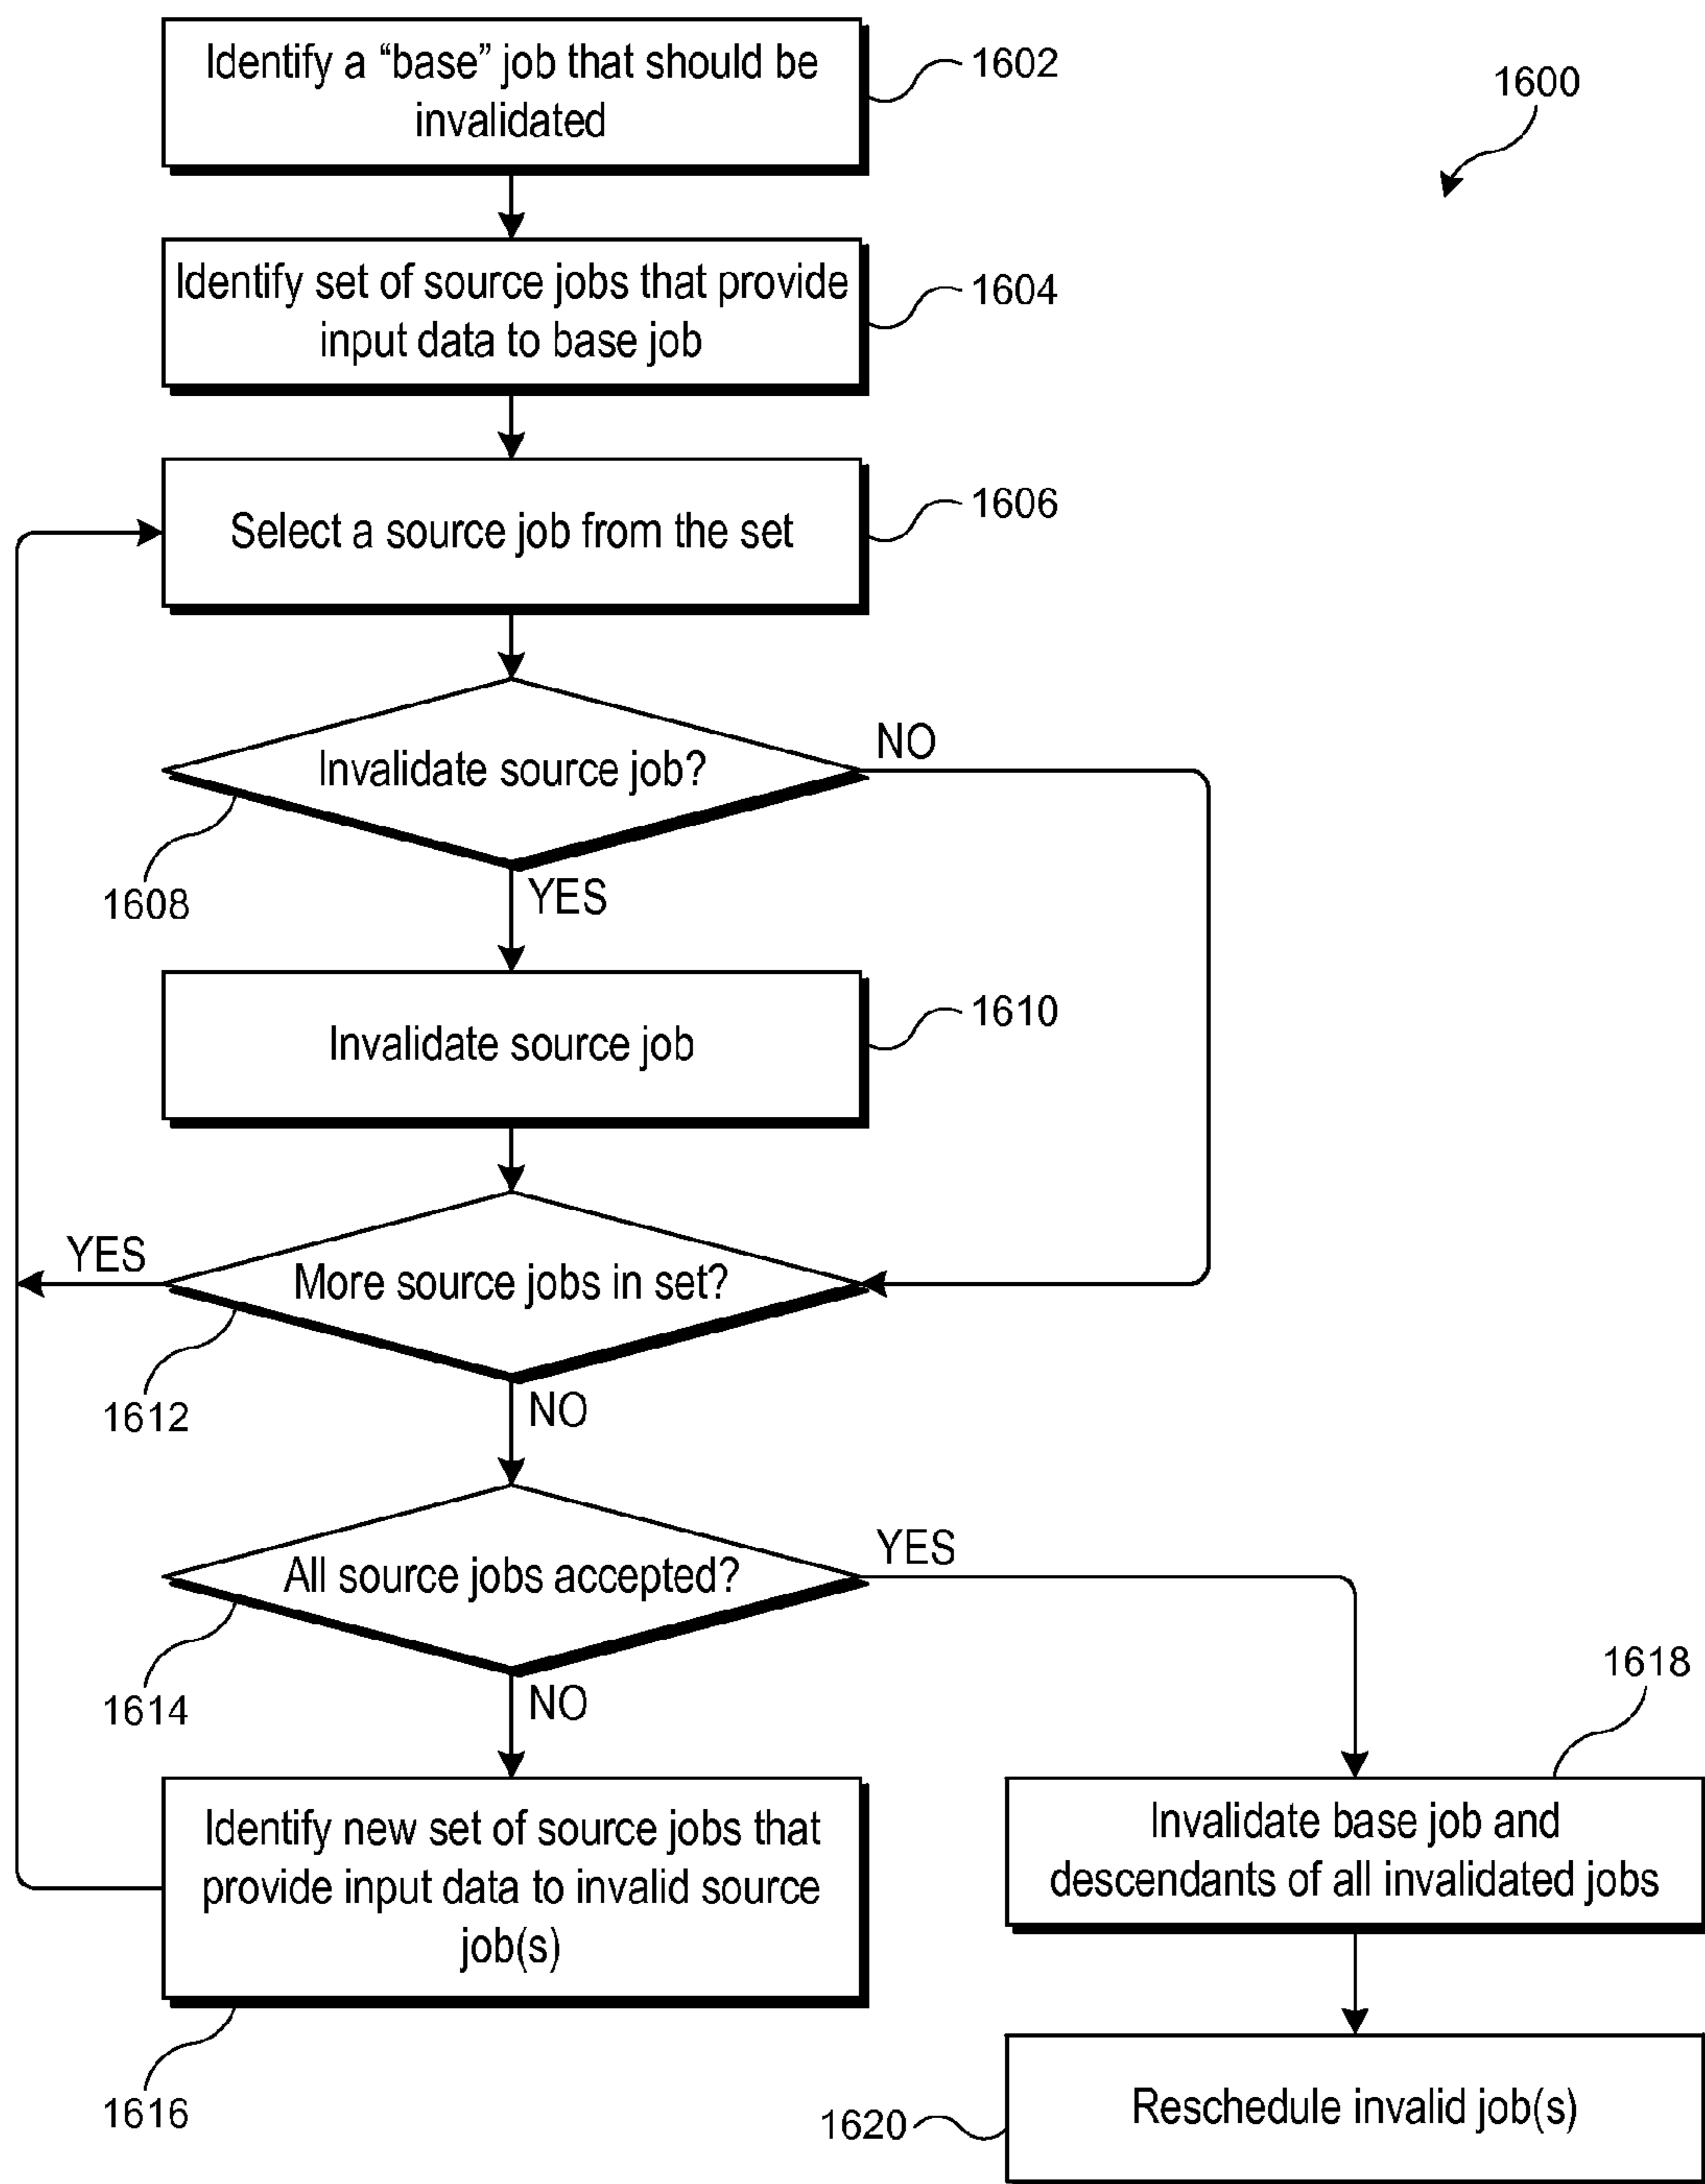 Identify a “base” job that should be
invalidated
1602
1600
Identify set of source jobs that provide
input data to base job
1604
Select a source job from the set
1606
Invalidate source job?
NO
1608
YES
Invalidate source job
1610
YES
More source jobs in set?
1612
NO
All source jobs accepted?
YES
1614
NO
1618
Identify new set of source jobs that
provide input data to invalid source
job(s)
1616
Invalidate base job and
descendants of all invalidated jobs
Reschedule invalid job(s)
1620